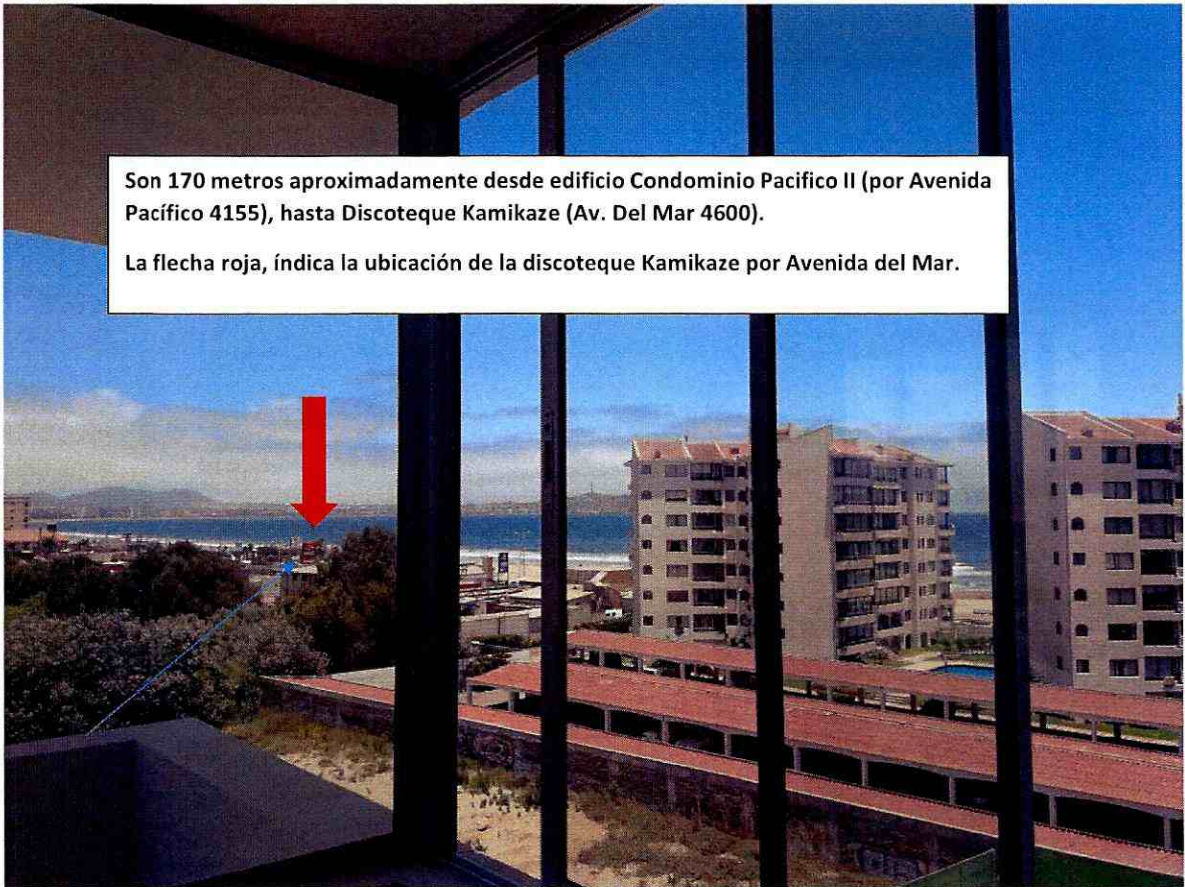 Son 170 metros aproximadamente desde edificio Condominio Pacifico II (por Avenida
Pacífico 4155), hasta Discoteque Kamikaze (Av. Del Mar 4600).
La flecha roja, índica la ubicación de la discoteque Kamikaze por Avenida del Mar.